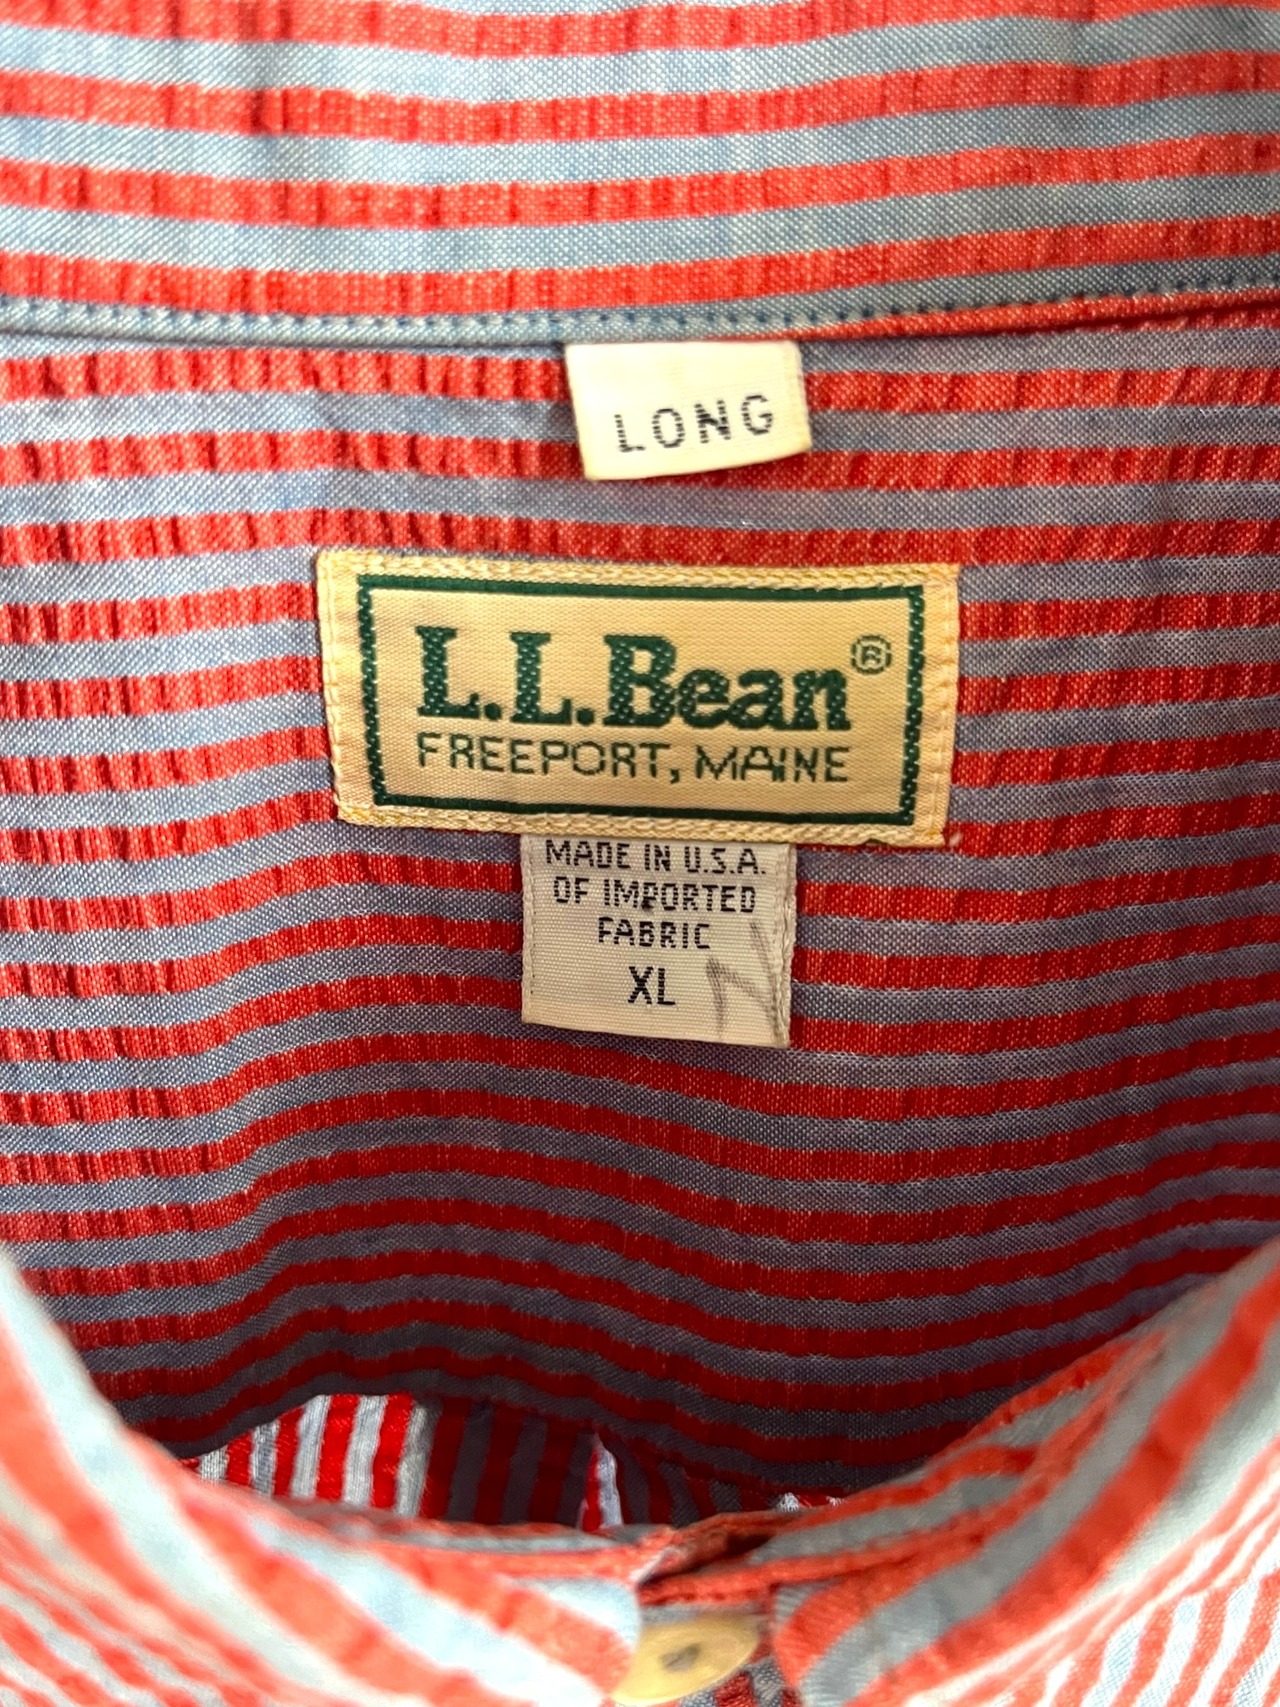 LONG
L.L.Bean®
FREEPORT, MAINE
MADE IN U.S.A.
OF IMPORTED
FABRIC
XL